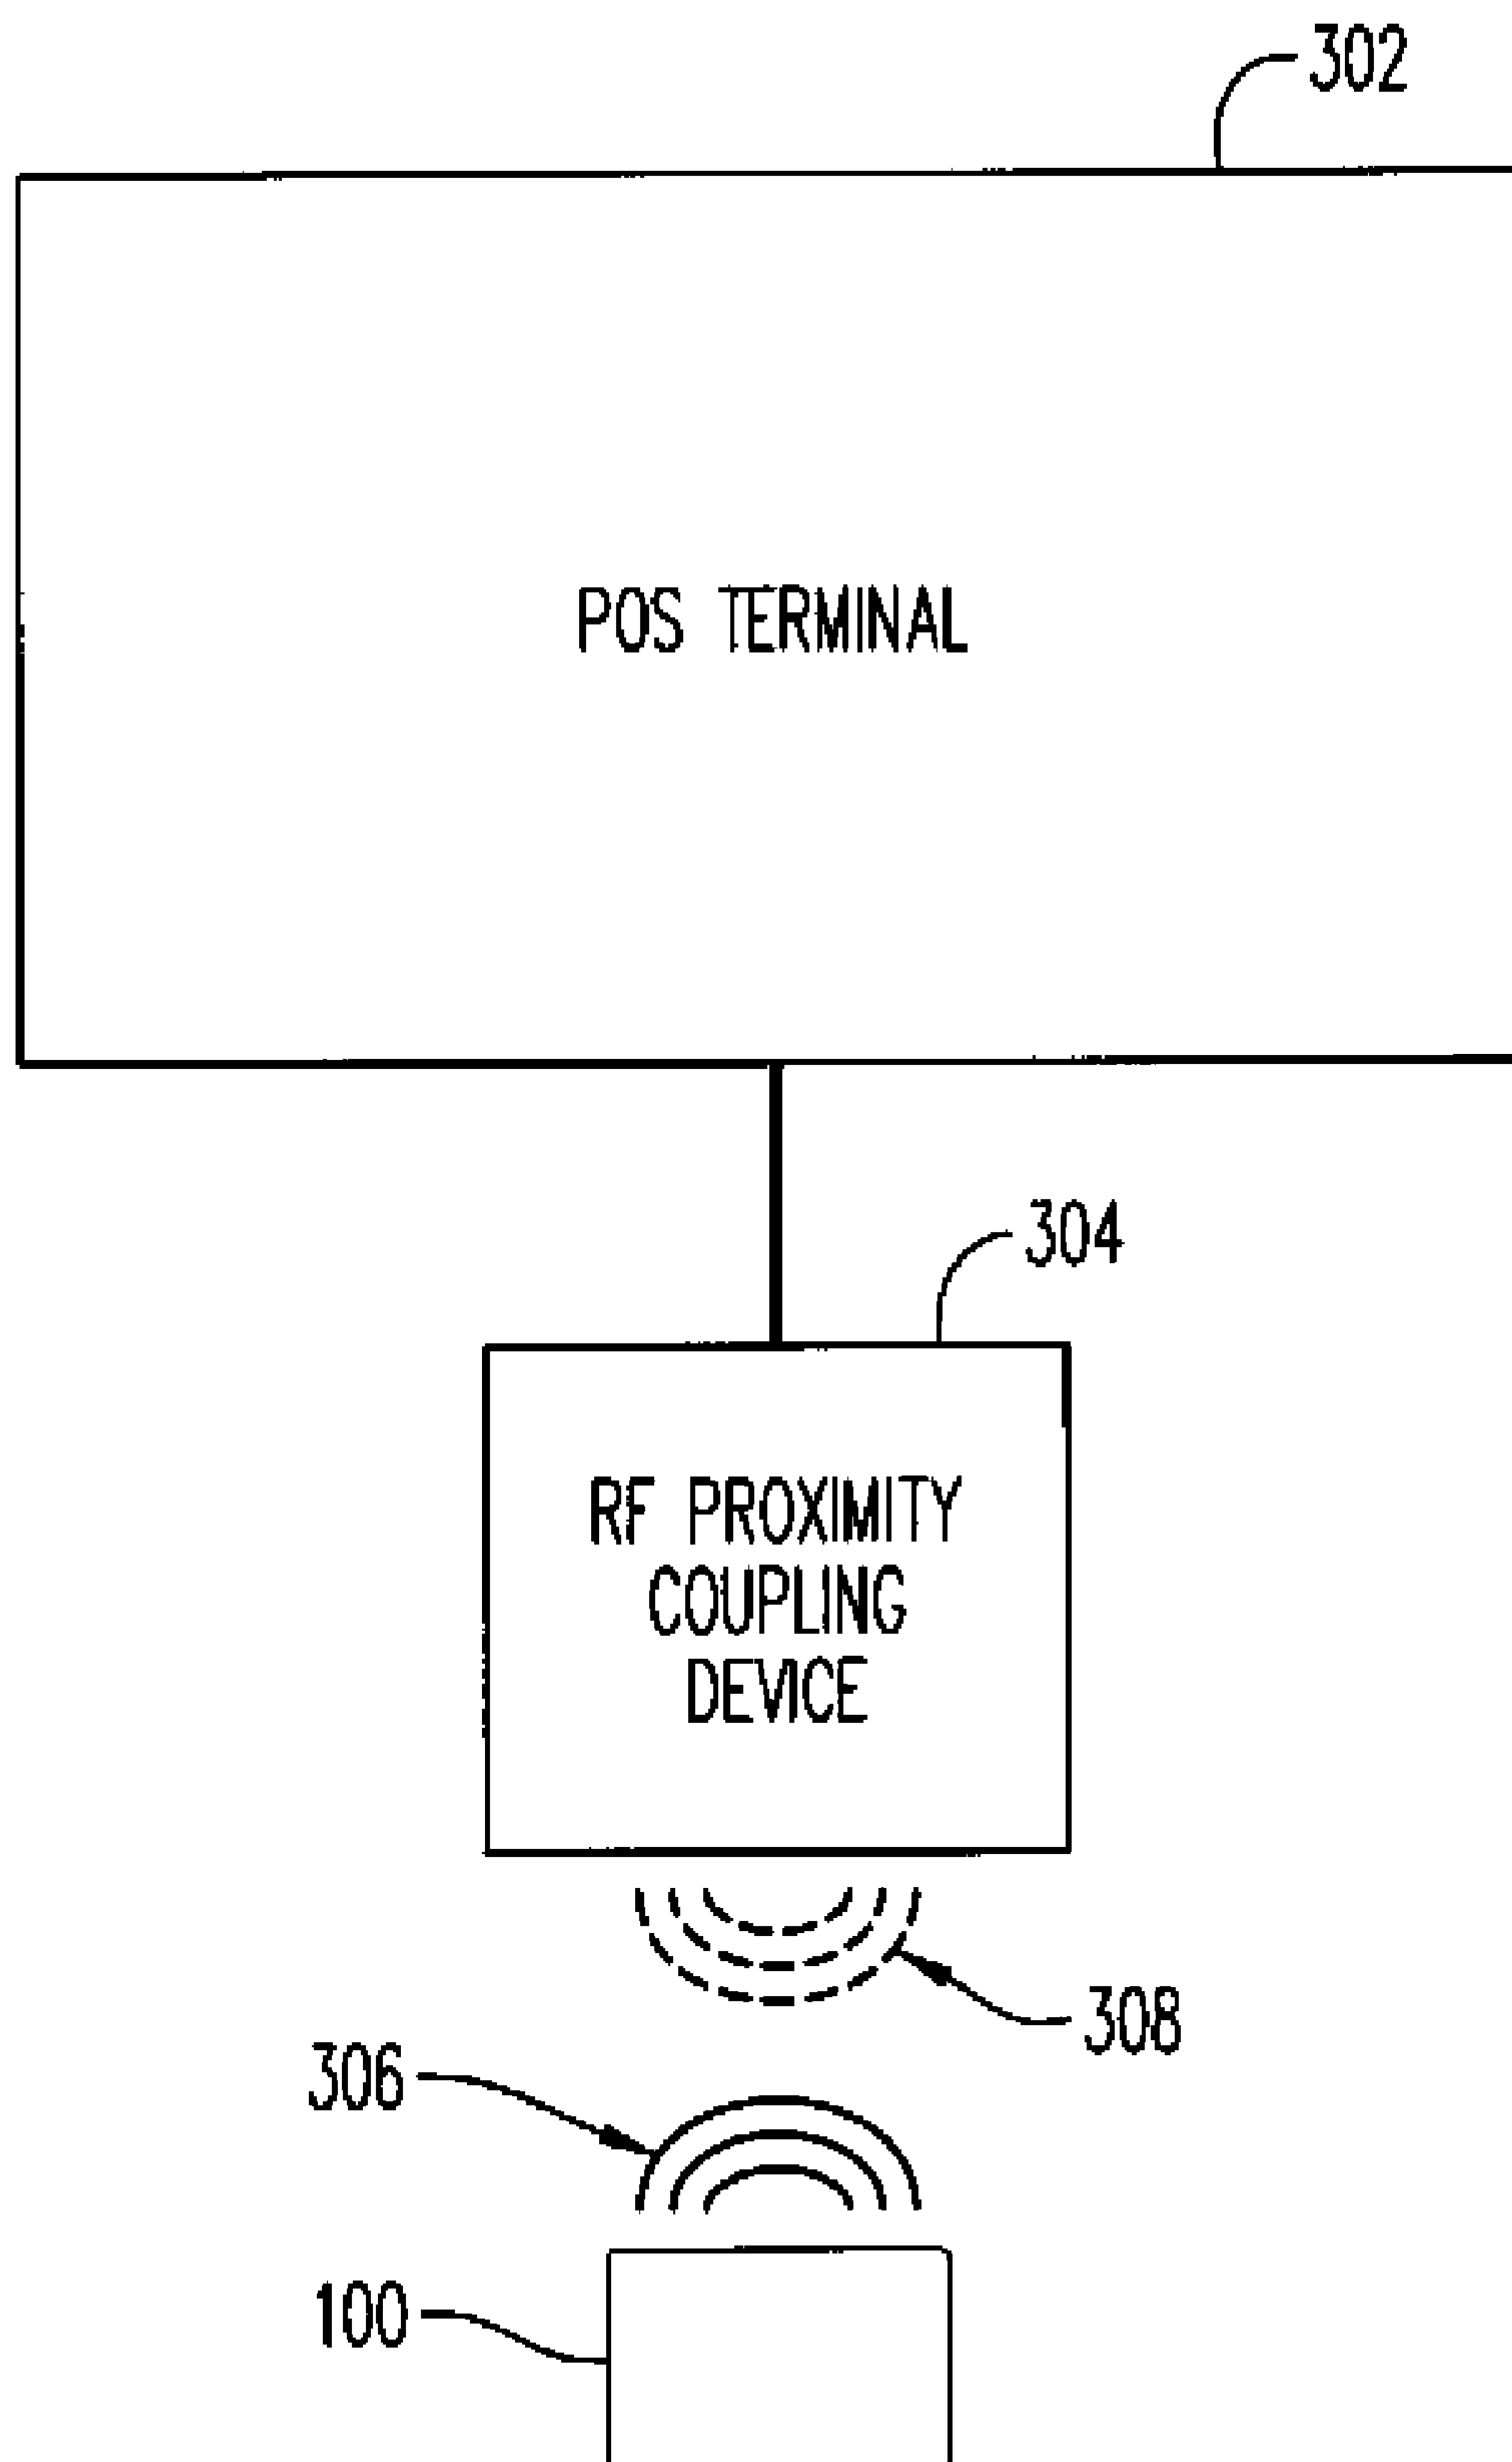 302
POS TERMINAL
304
RF PROXIMITY
COUPLING
DEVICE
308
306
100